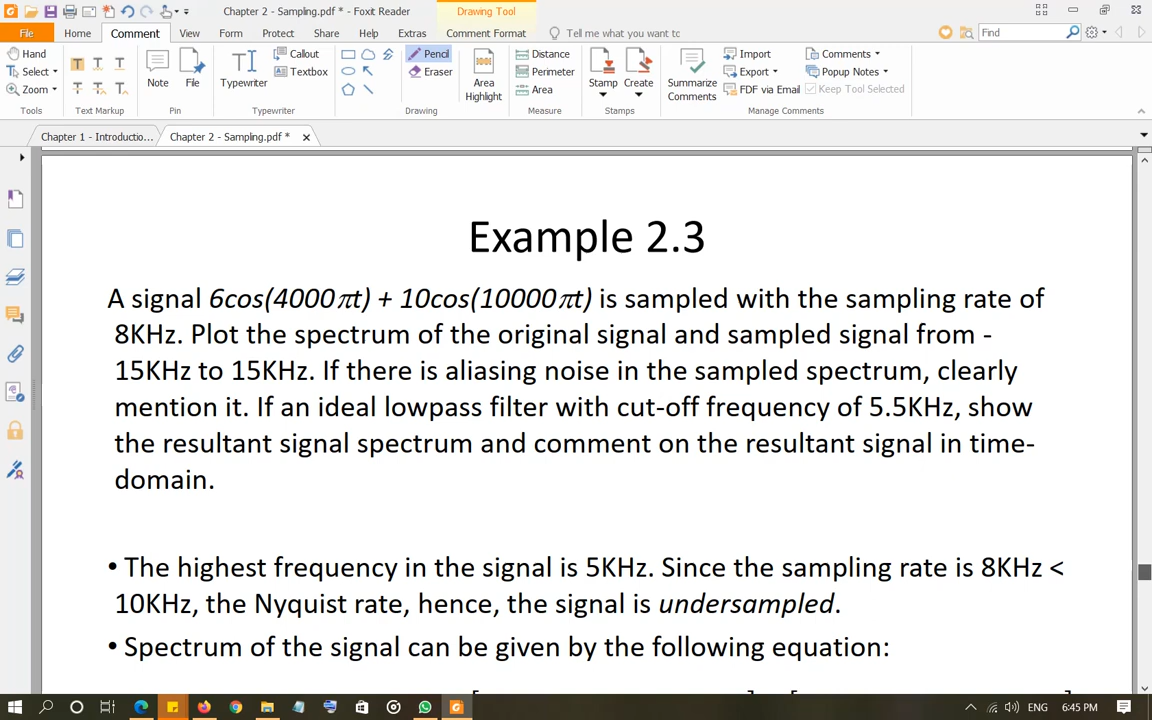 Chapter 2 - Sampling.pdf * - Foxit Reader
Drawing Tool
File Home Comment View Form Protect Share Help Extras Comment Format Tell me what you want to Find
Hand
Select
Zoom
Tools
Text Markup
Note
File
Pin
Typewriter
Callout
Textbox
Typewriter
Pencil
Eraser
Drawing
Area
Highlight
Distance
Perimeter
Area
Measure
Stamp
Create
Stamps
Summarize
Comments
Import
Export
FDF via Email
Comments
Popup Notes
Keep Tool Selected
Manage Comments
Chapter 1 - Introductio...
Chapter 2 - Sampling.pdf *
Example 2.3
A signal 6cos(4000πt) + 10cos(10000πt) is sampled with the sampling rate of
8KHz. Plot the spectrum of the original signal and sampled signal from -
15KHz to 15KHz. If there is aliasing noise in the sampled spectrum, clearly
mention it. If an ideal lowpass filter with cut-off frequency of 5.5KHz, show
the resultant signal spectrum and comment on the resultant signal in time-
domain.
• The highest frequency in the signal is 5KHz. Since the sampling rate is 8KHz <
10KHz, the Nyquist rate, hence, the signal is undersampled.
• Spectrum of the signal can be given by the following equation:
ENG 6:45 PM